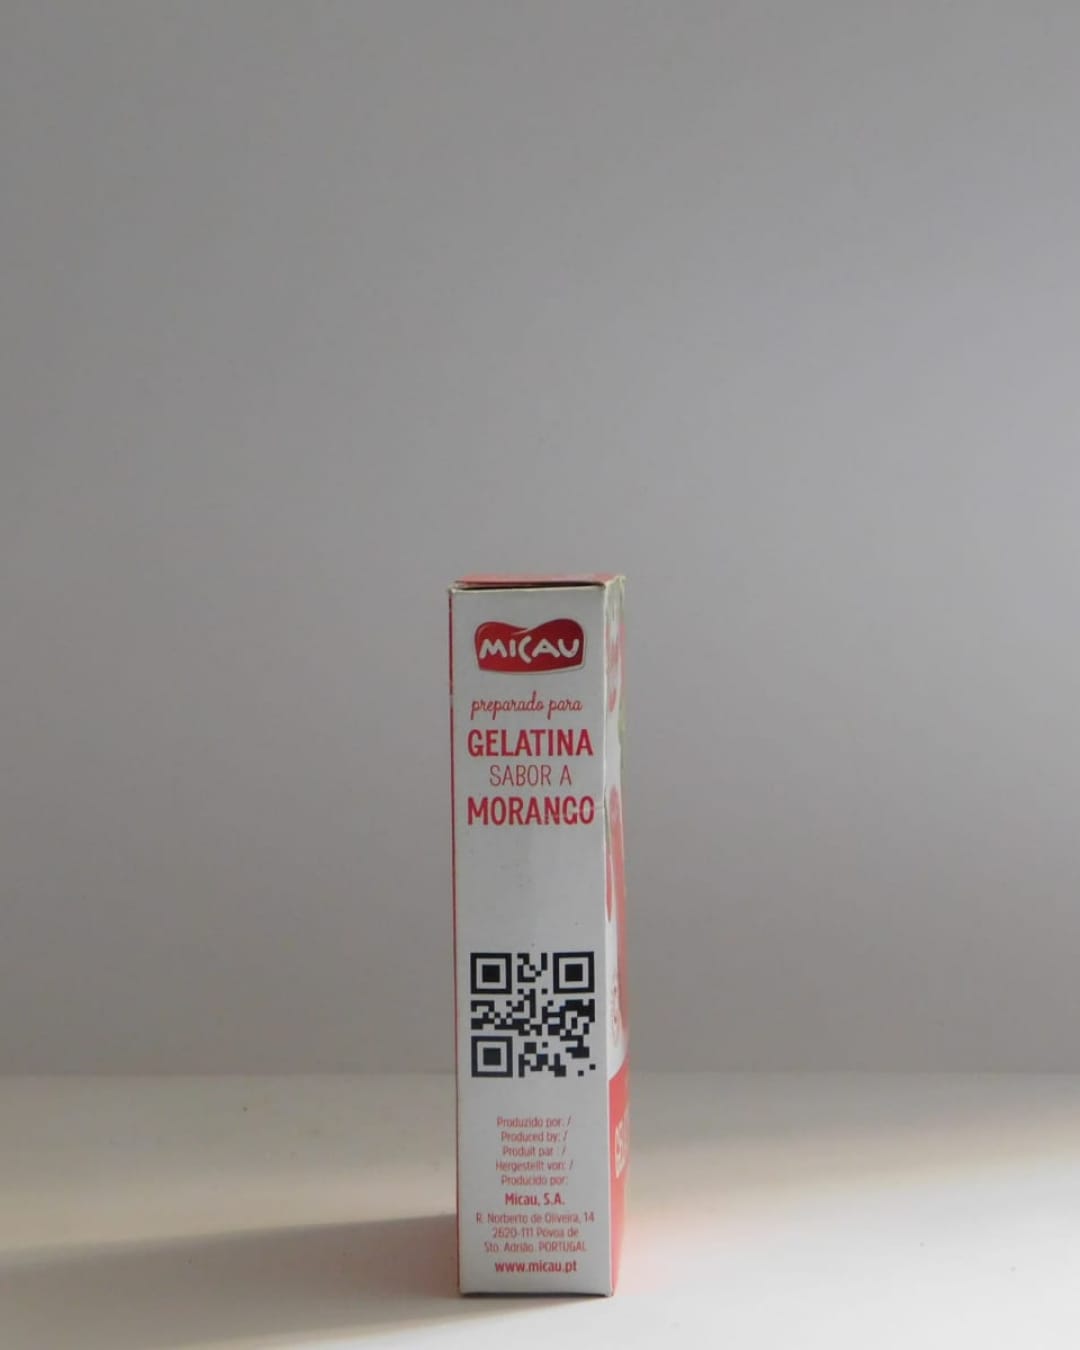 MICAU
preparado para
GELATINA
SABOR A
MORANGO
Produzido por: /
Produced by: /
Produit par : /
Hergestellt von: /
Producido por:
Micau, S.A.
R. Norberto de Oliveira, 14
2620-111 Póvoa de
Sto. Adrião. PORTUGAL
www.micau.pt